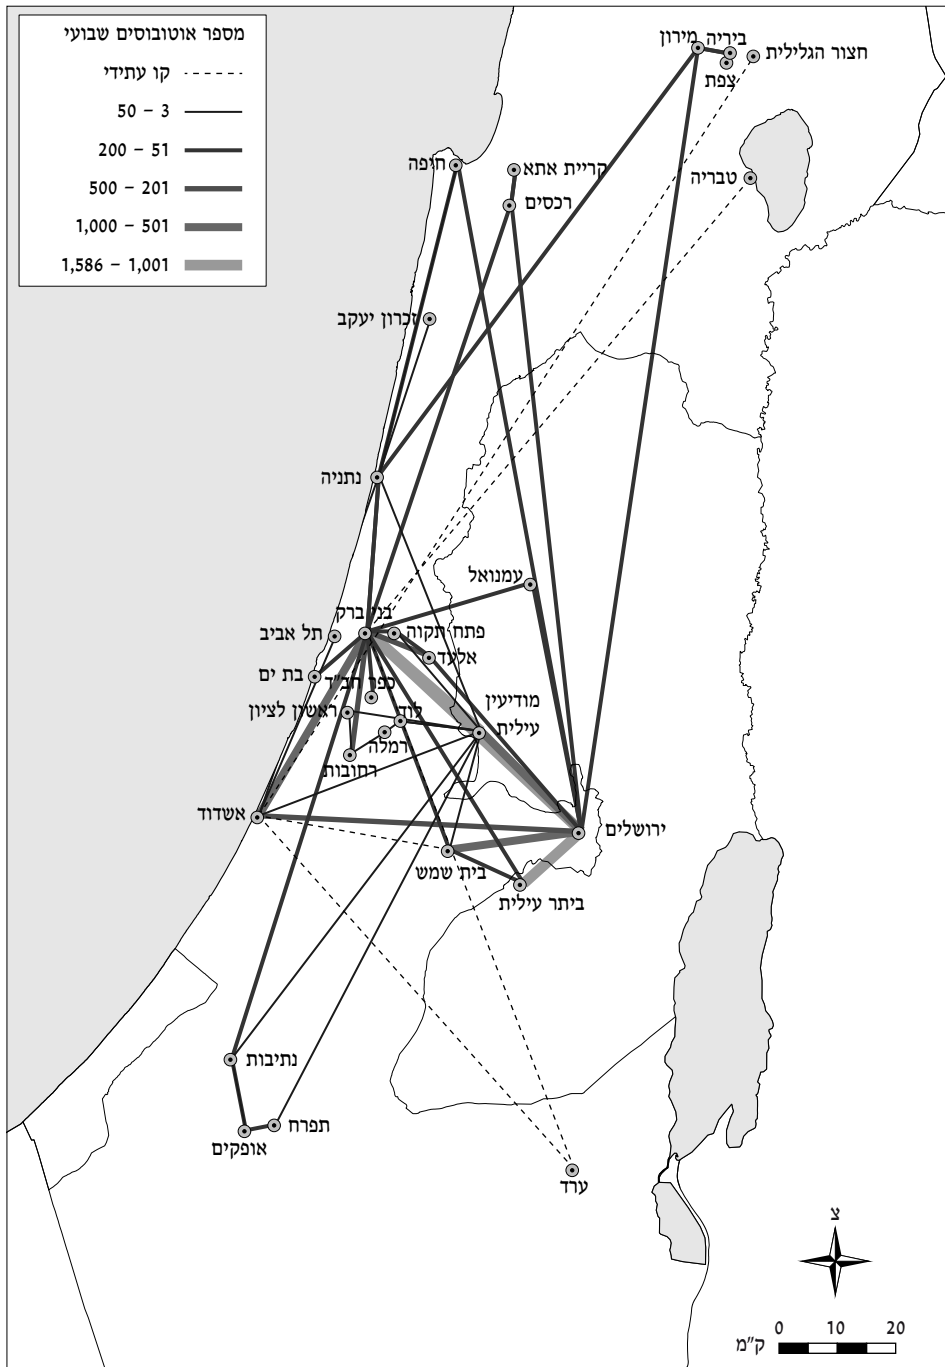 מספר אוטובוסים שבועי
קו עתידי
50 – 3
200 – 51
500 – 201
1,000 – 501
1,586 – 1,001
מירון
ביריה
חצור הגלילית
צפת
חיפה
קריית אתא
טבריה
רכסים
זכרון יעקב
נתניה
עמנואל
בני ברק
תל אביב
פתח תקוה
אלעד
בת ים
כפר חב"ד
מודיעין
עילית
ראשון לציון
לוד
רמלה
רחובות
אשדוד
ירושלים
בית שמש
ביתר עילית
נתיבות
תפרח
אופקים
ערד
צ
0 10 20
ק"מ